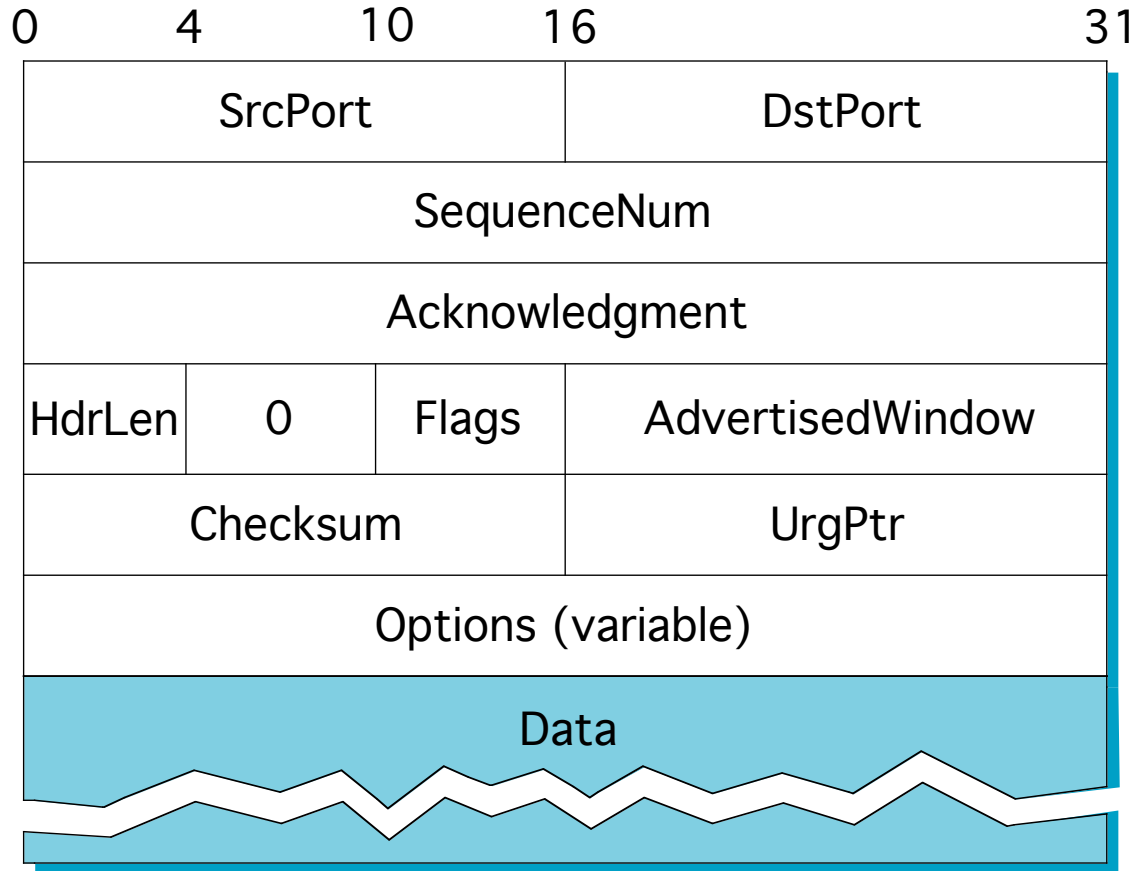 0 4 10 16 31
SrcPort DstPort
SequenceNum
Acknowledgment
HdrLen 0 Flags AdvertisedWindow
Checksum UrgPtr
Options (variable)
Data